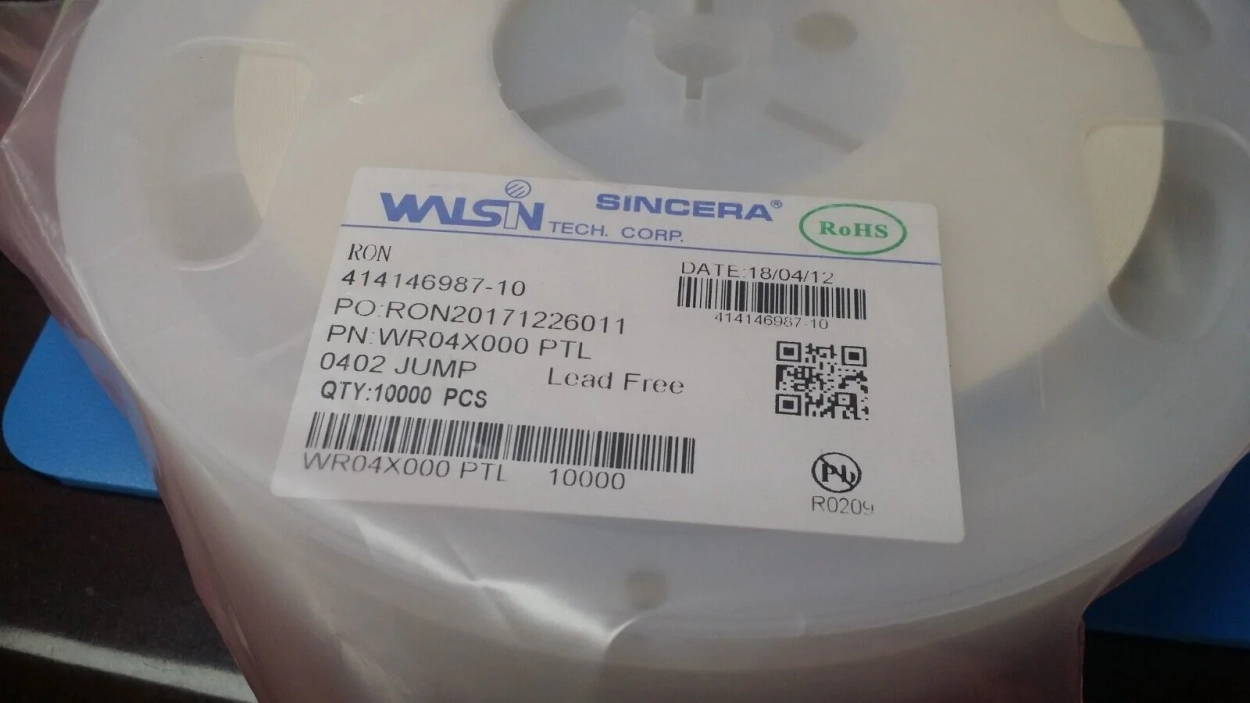 WALSIN TECH. CORP. SINCERA® RoHS
RON
414146987-10
DATE:18/04/12
414146987-10
PO:RON20171226011
PN:WR04X000 PTL
0402 JUMP
Lead Free
QTY:10000 PCS
WR04X000 PTL 10000
Pb
R0209